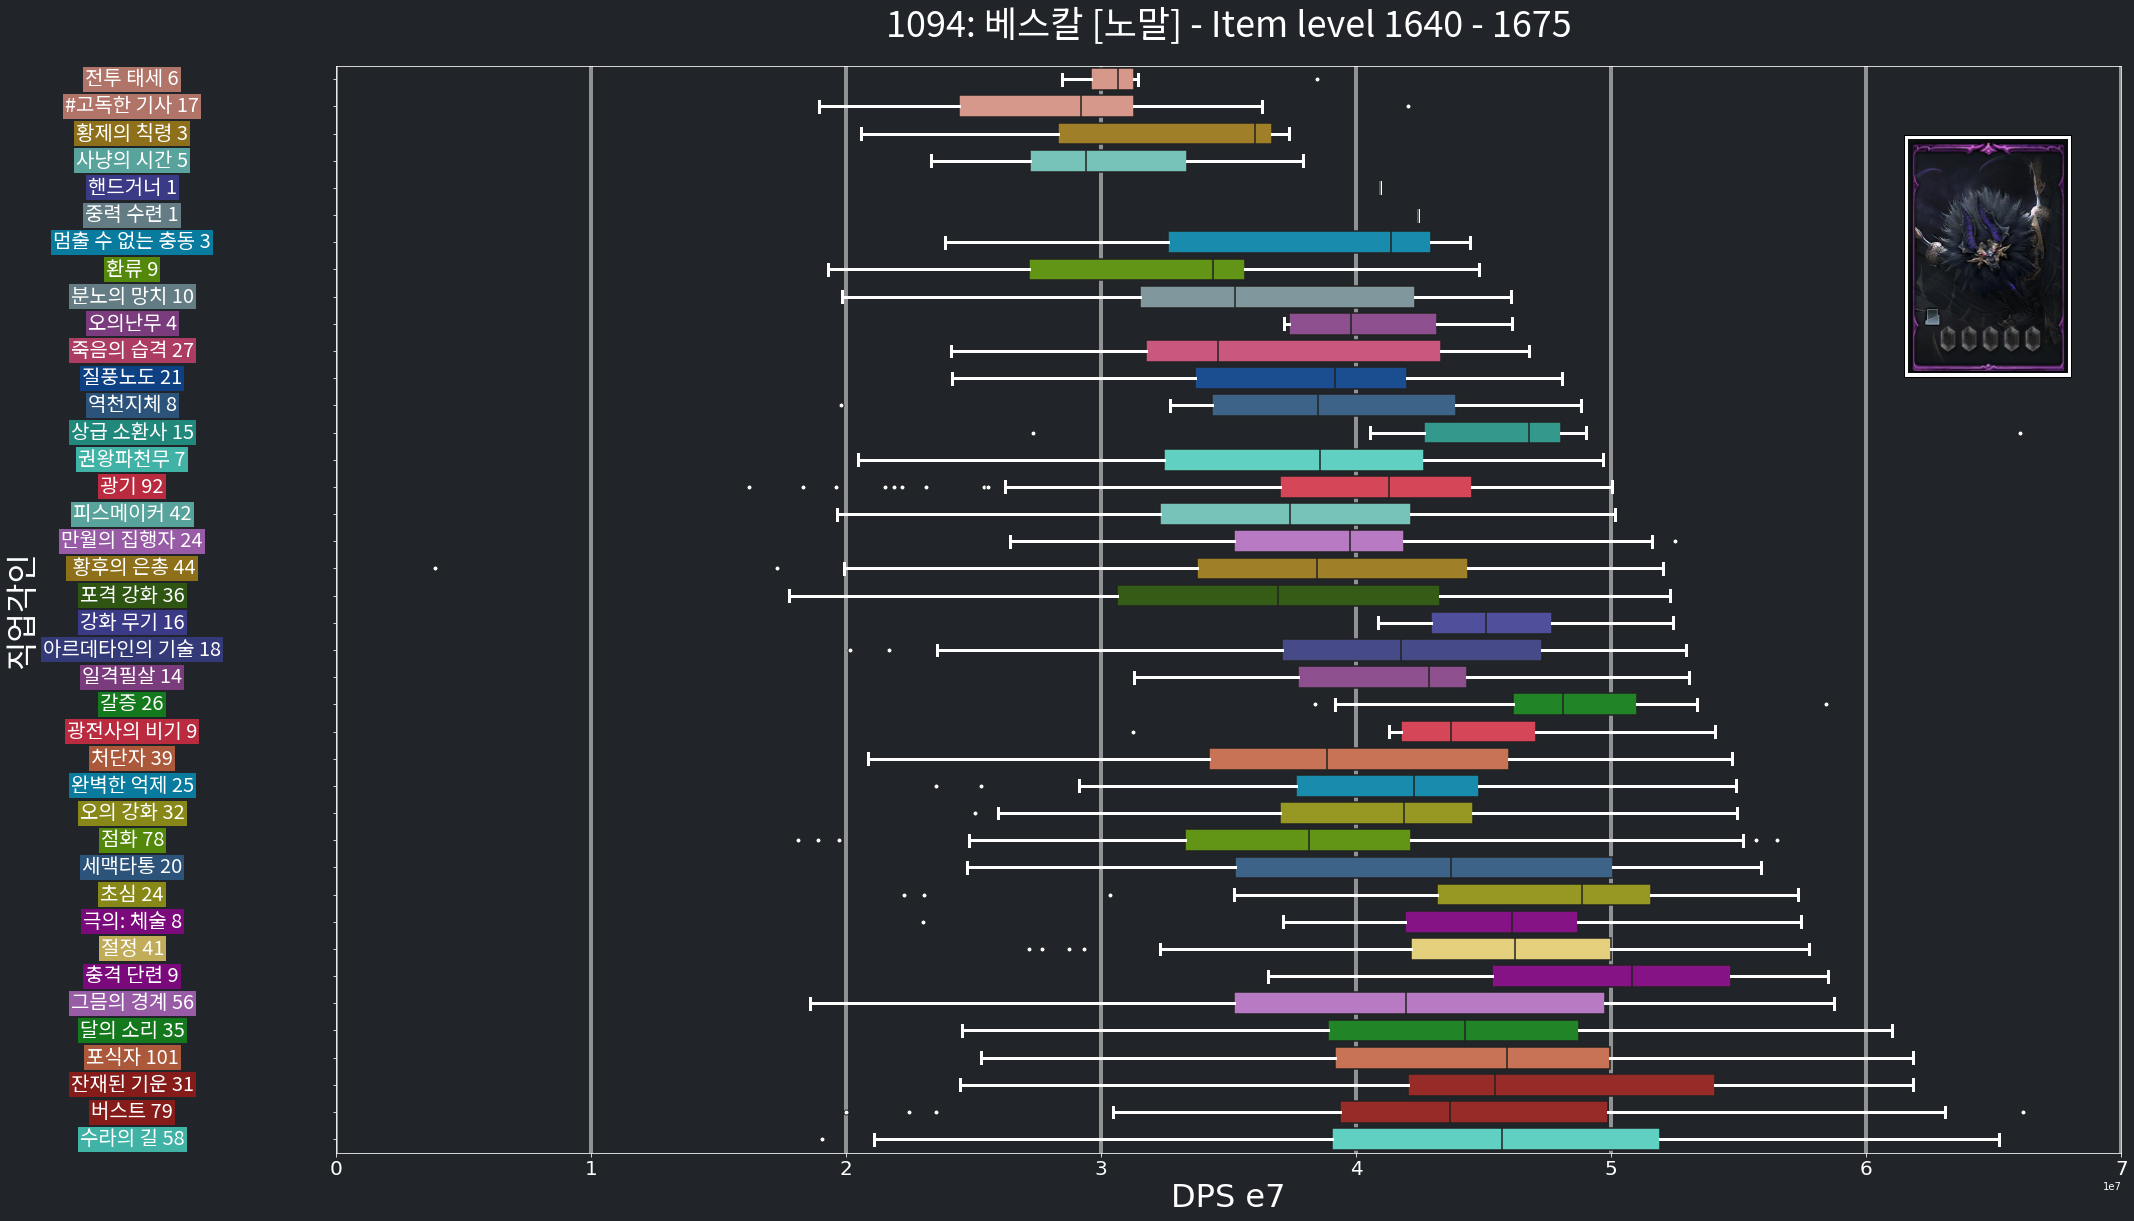 1094: 베스칼 [노말] - Item level 1640 - 1675
직업각인
전투 태세 6
#고독한 기사 17
황제의 칙령 3
사냥의 시간 5
핸드거너 1
중력 수련 1
멈출 수 없는 충동 3
환류 9
분노의 망치 10
오의난무 4
죽음의 습격 27
질풍노도 21
역천지체 8
상급 소환사 15
권왕파천무 7
광기 92
피스메이커 42
만월의 집행자 24
황후의 은총 44
포격 강화 36
강화 무기 16
아르데타인의 기술 18
일격필살 14
갈증 26
광전사의 비기 9
처단자 39
완벽한 억제 25
오의 강화 32
점화 78
세맥타통 20
초심 24
극의: 체술 8
절정 41
충격 단련 9
그믐의 경계 56
달의 소리 35
포식자 101
잔재된 기운 31
버스트 79
수라의 길 58
0 1 2 3 4 5 6 7
1e7
DPS e7